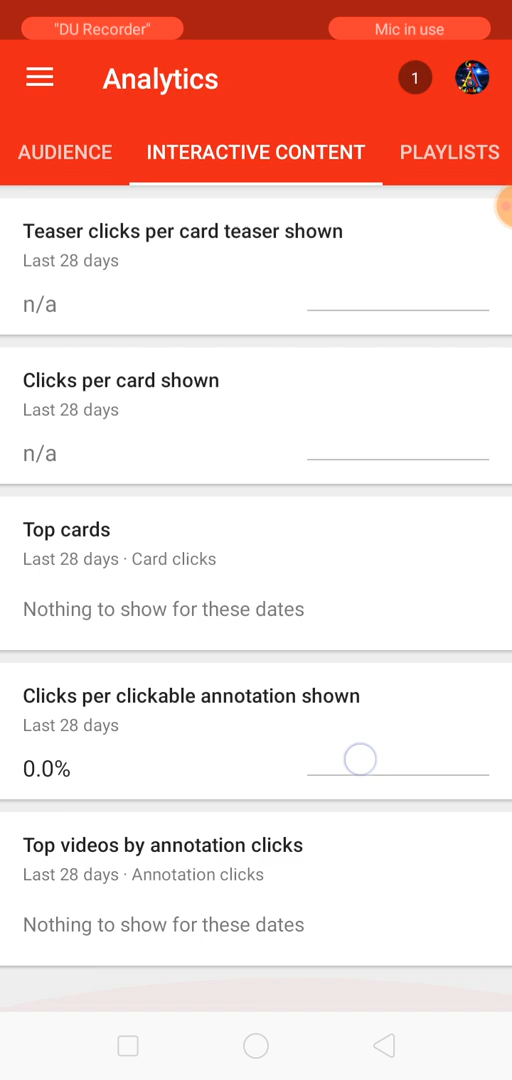 "DU Recorder"
Mic in use
Analytics
1
AUDIENCE
INTERACTIVE CONTENT
PLAYLISTS
Teaser clicks per card teaser shown
Last 28 days
n/a
Clicks per card shown
Last 28 days
n/a
Top cards
Last 28 days · Card clicks
Nothing to show for these dates
Clicks per clickable annotation shown
Last 28 days
0.0%
Top videos by annotation clicks
Last 28 days · Annotation clicks
Nothing to show for these dates